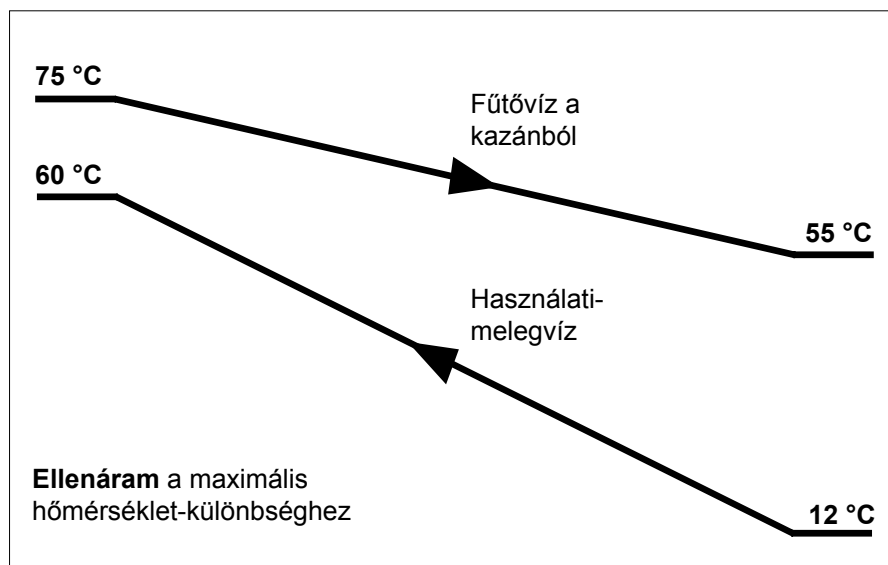 75 °C
Fűtővíz a
kazánból
60 °C
55 °C
Használati-
melegvíz
Ellenáram a maximális
hőmérséklet-különbséghez
12 °C